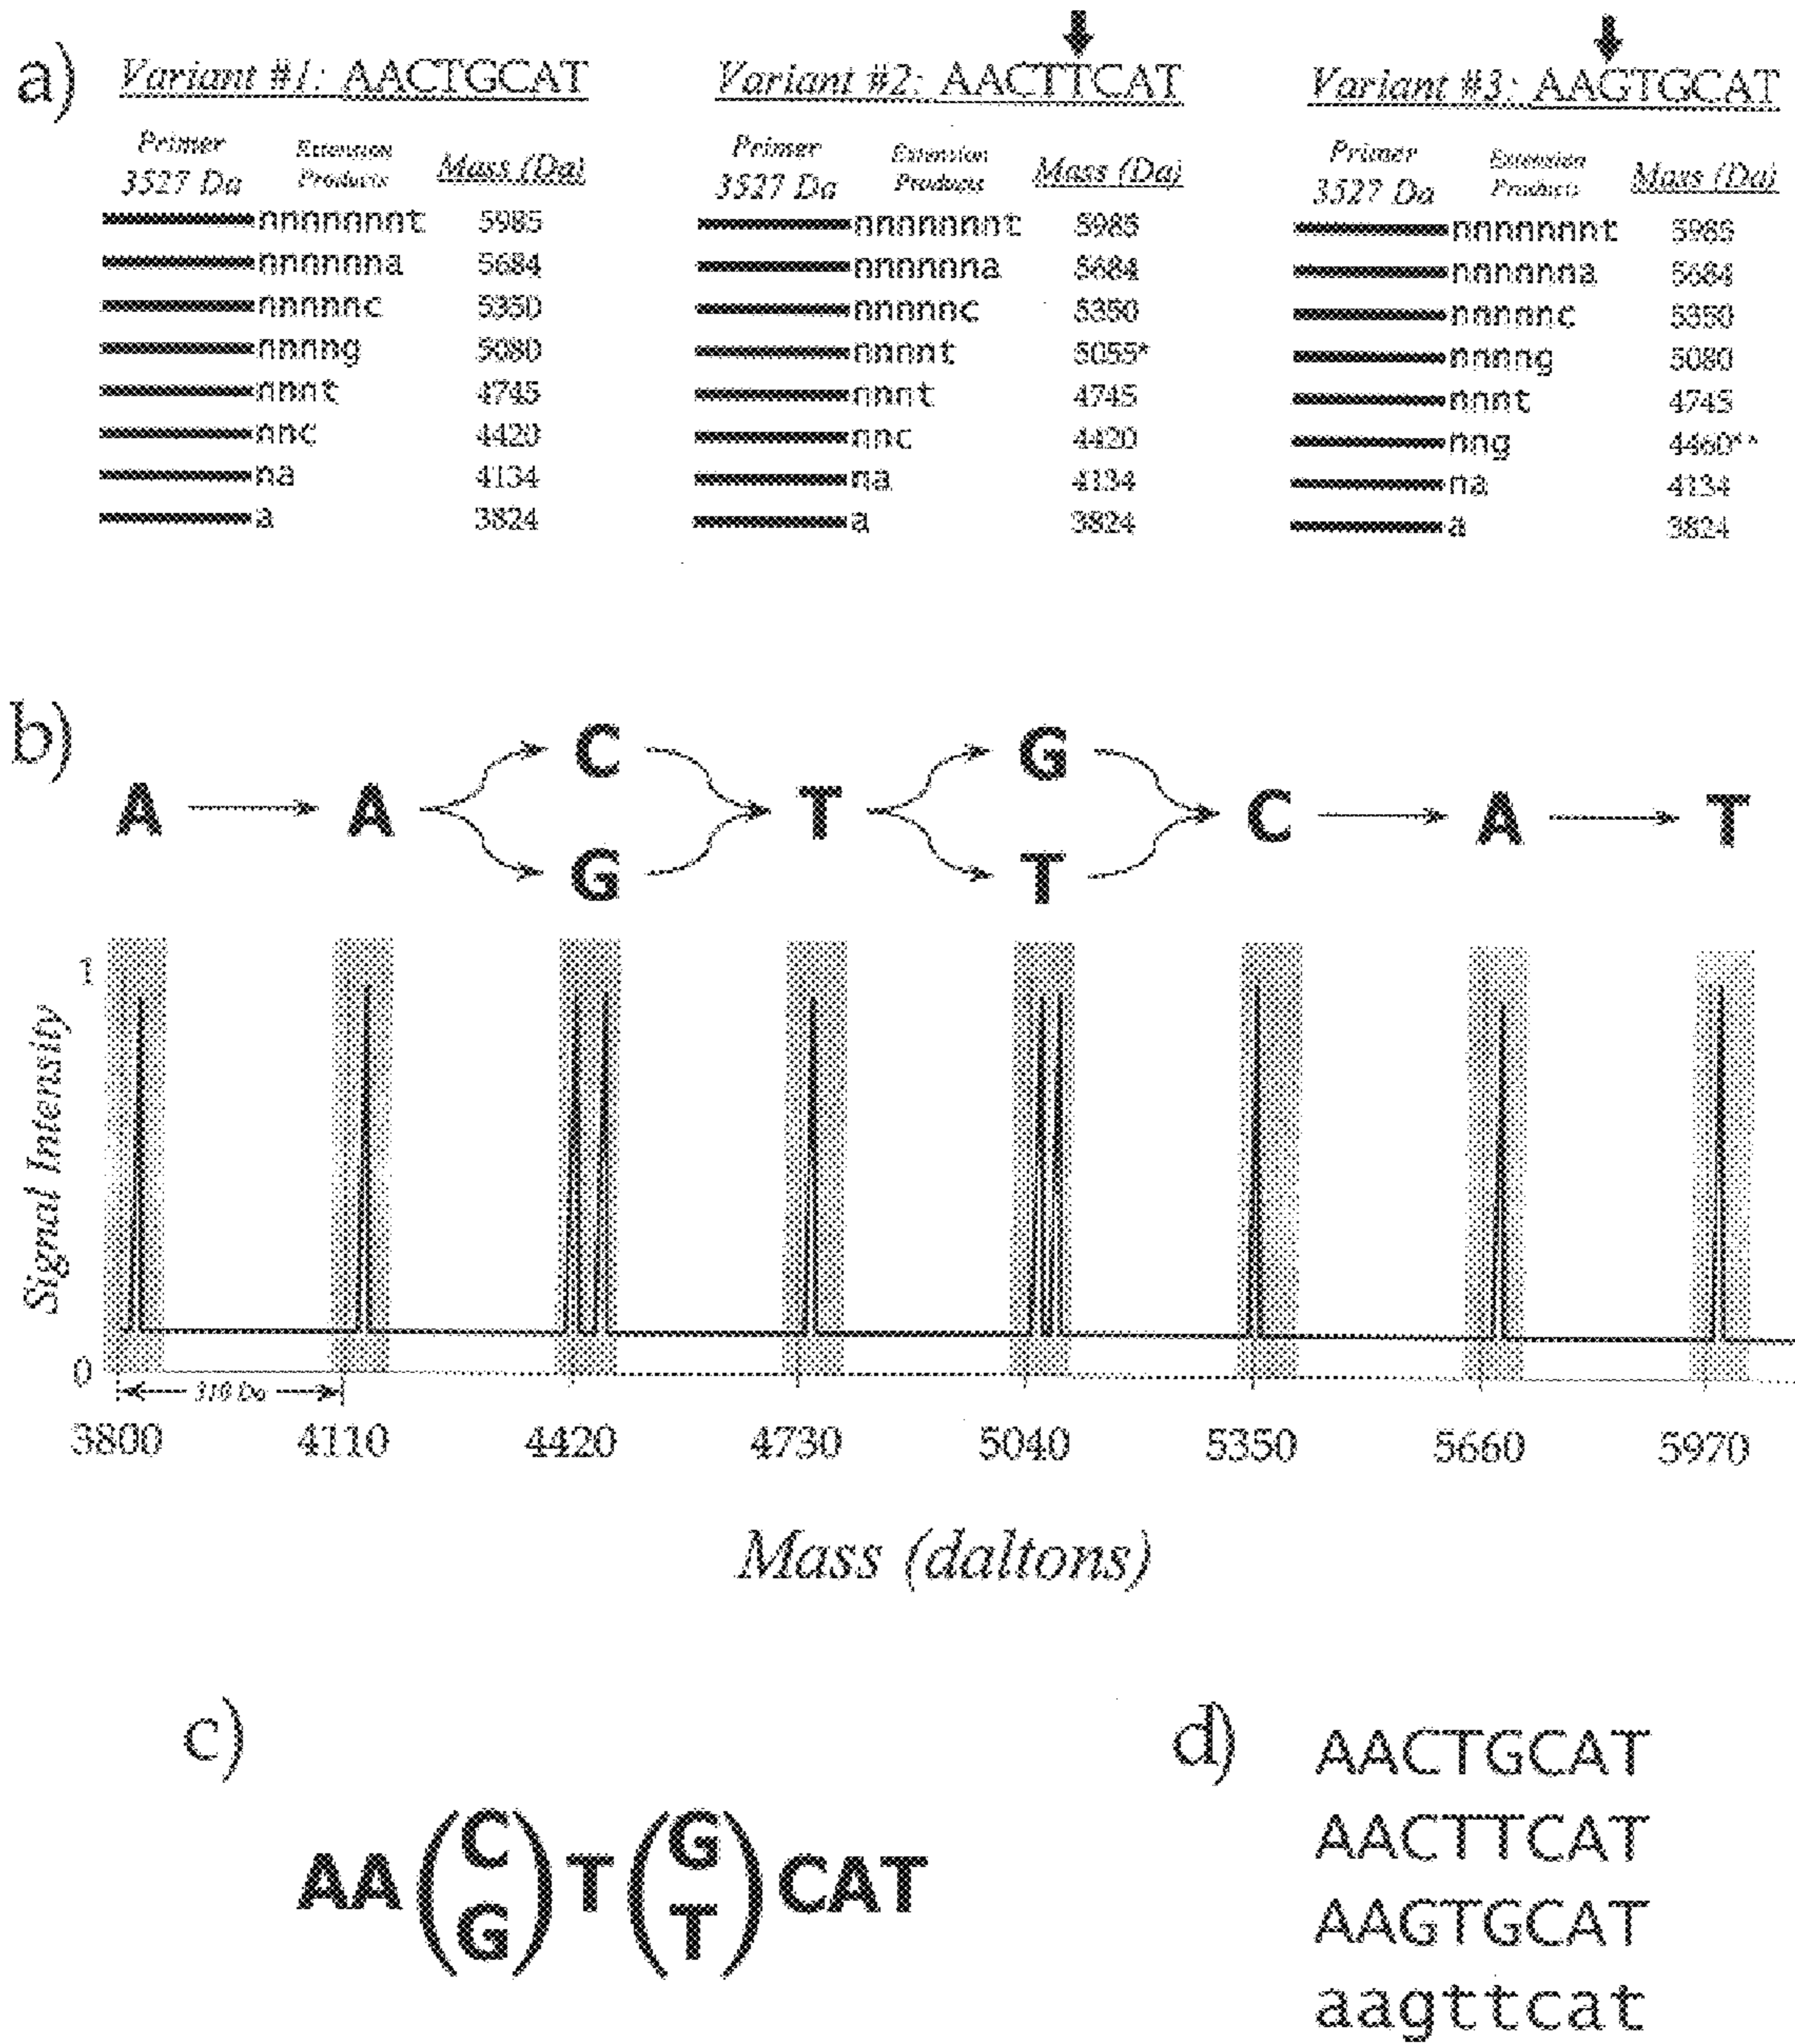 a)
Variant #1: AACTGCAT
Primer 3527 Da
Extension Products
Mass (Da)
nnnnnnnt 5985
nnnnnna 5684
nnnnnc 5350
nnnng 5080
nnnt 4745
nnc 4420
na 4134
a 3824
Variant #2: AACTTCAT
Primer 3527 Da
Extension Products
Mass (Da)
nnnnnnnt 5985
nnnnnna 5684
nnnnnc 5350
nnnnt 5055*
nnnt 4745
nnc 4420
na 4134
a 3824
Variant #3: AAGTGCAT
Primer 3527 Da
Extension Products
Mass (Da)
nnnnnnnt 5985
nnnnnna 5684
nnnnnc 5350
nnnng 5080
nnnt 4745
nng 4460**
na 4134
a 3824
b)
C G
A A T C A T
G T
Signal Intensity
1
0
310 Da
3800 4110 4420 4730 5040 5350 5660 5970
Mass (daltons)
c)
AA(C G)T(G T)CAT
d)
AACTGCAT
AACTTCAT
AAGTGCAT
aagttcat